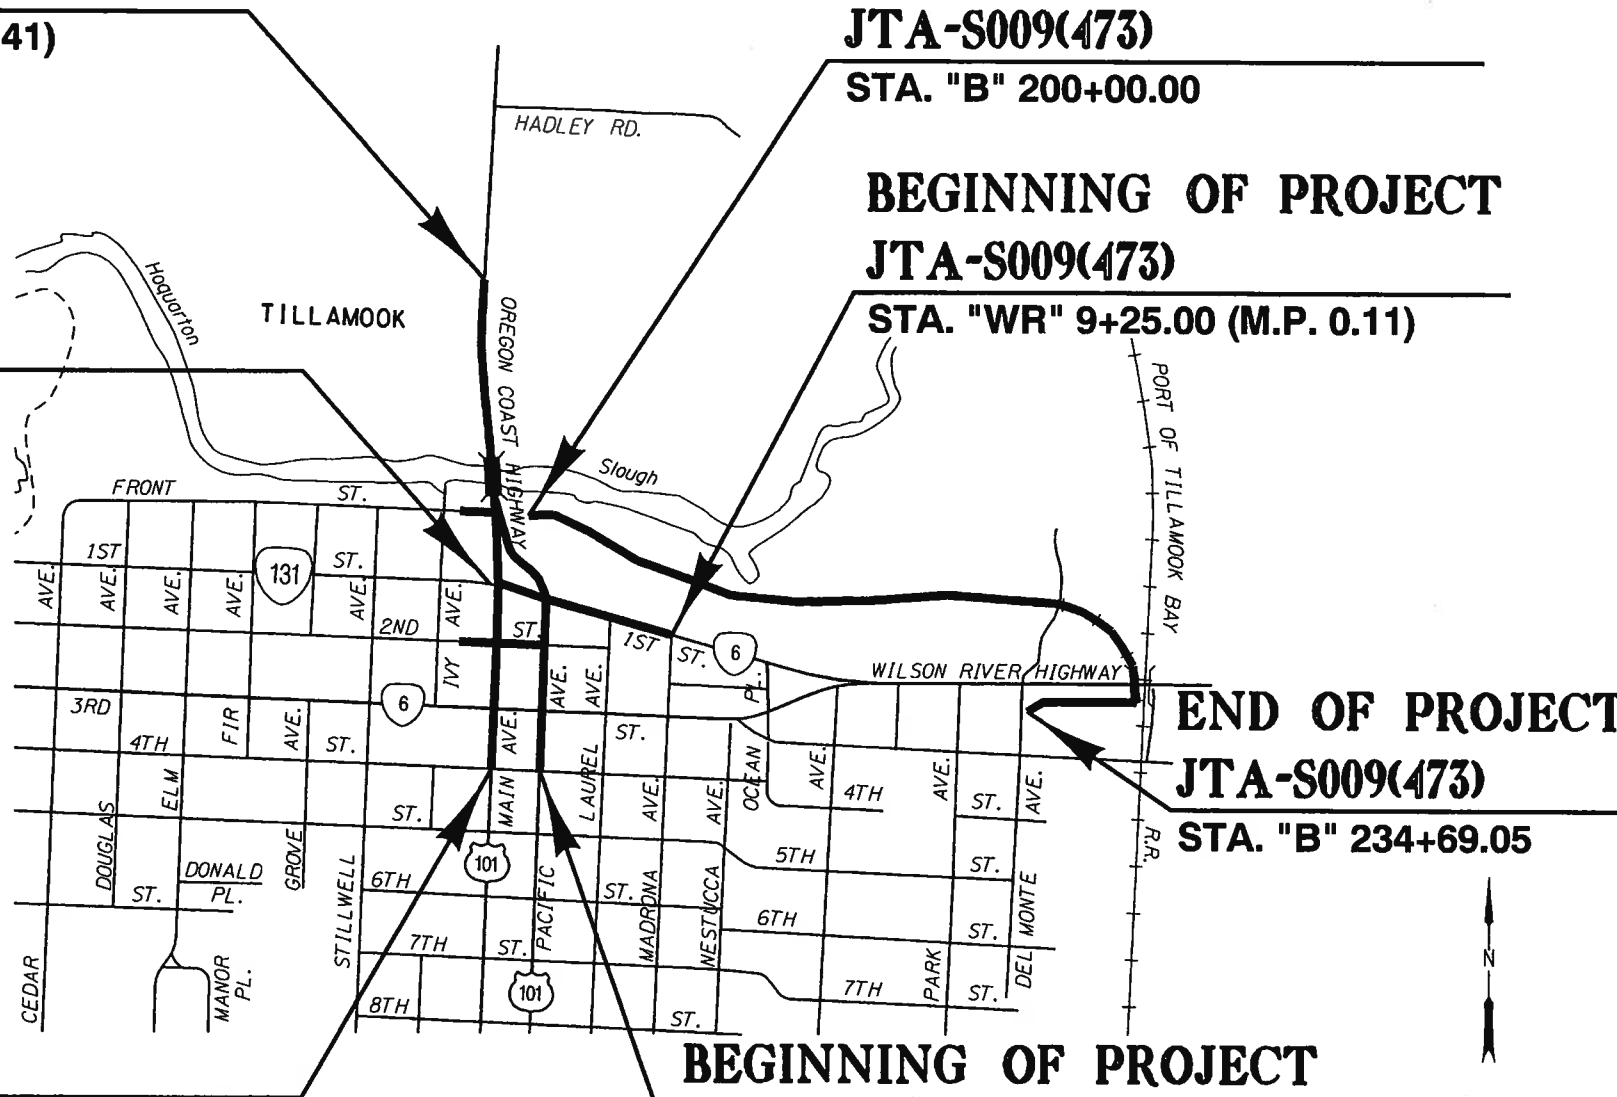 41)
JTA-S009(473)
STA. "B" 200+00.00
HADLEY RD.
BEGINNING OF PROJECT
JTA-S009(473)
STA. "WR" 9+25.00 (M.P. 0.11)
Hoquarton
TILLAMOOK
OREGON COAST HIGHWAY
PORT OF TILLAMOOK BAY
R.R.
Slough
FRONT ST.
1ST ST.
131
AVE.
AVE.
AVE.
AVE.
AVE.
AVE.
2ND ST.
1ST ST.
6
WILSON RIVER HIGHWAY
IVY
AVE.
AVE.
PL.
3RD
6
FIR
AVE.
AVE.
ST.
END OF PROJECT
JTA-S009(473)
STA. "B" 234+69.05
4TH ST.
ELM
MAIN
LAUREL
AVE.
AVE.
OCEAN
AVE.
AVE.
AVE.
4TH ST.
DOUGLAS
GROVE
ST.
101
5TH ST.
DONALD PL.
ST.
STILLWELL
6TH ST.
PACIFIC
MADRONA
NESTUCCA
6TH ST.
DEL MONTE
7TH ST.
CEDAR
MANOR PL.
101
PARK
7TH ST.
8TH ST.
N
BEGINNING OF PROJECT